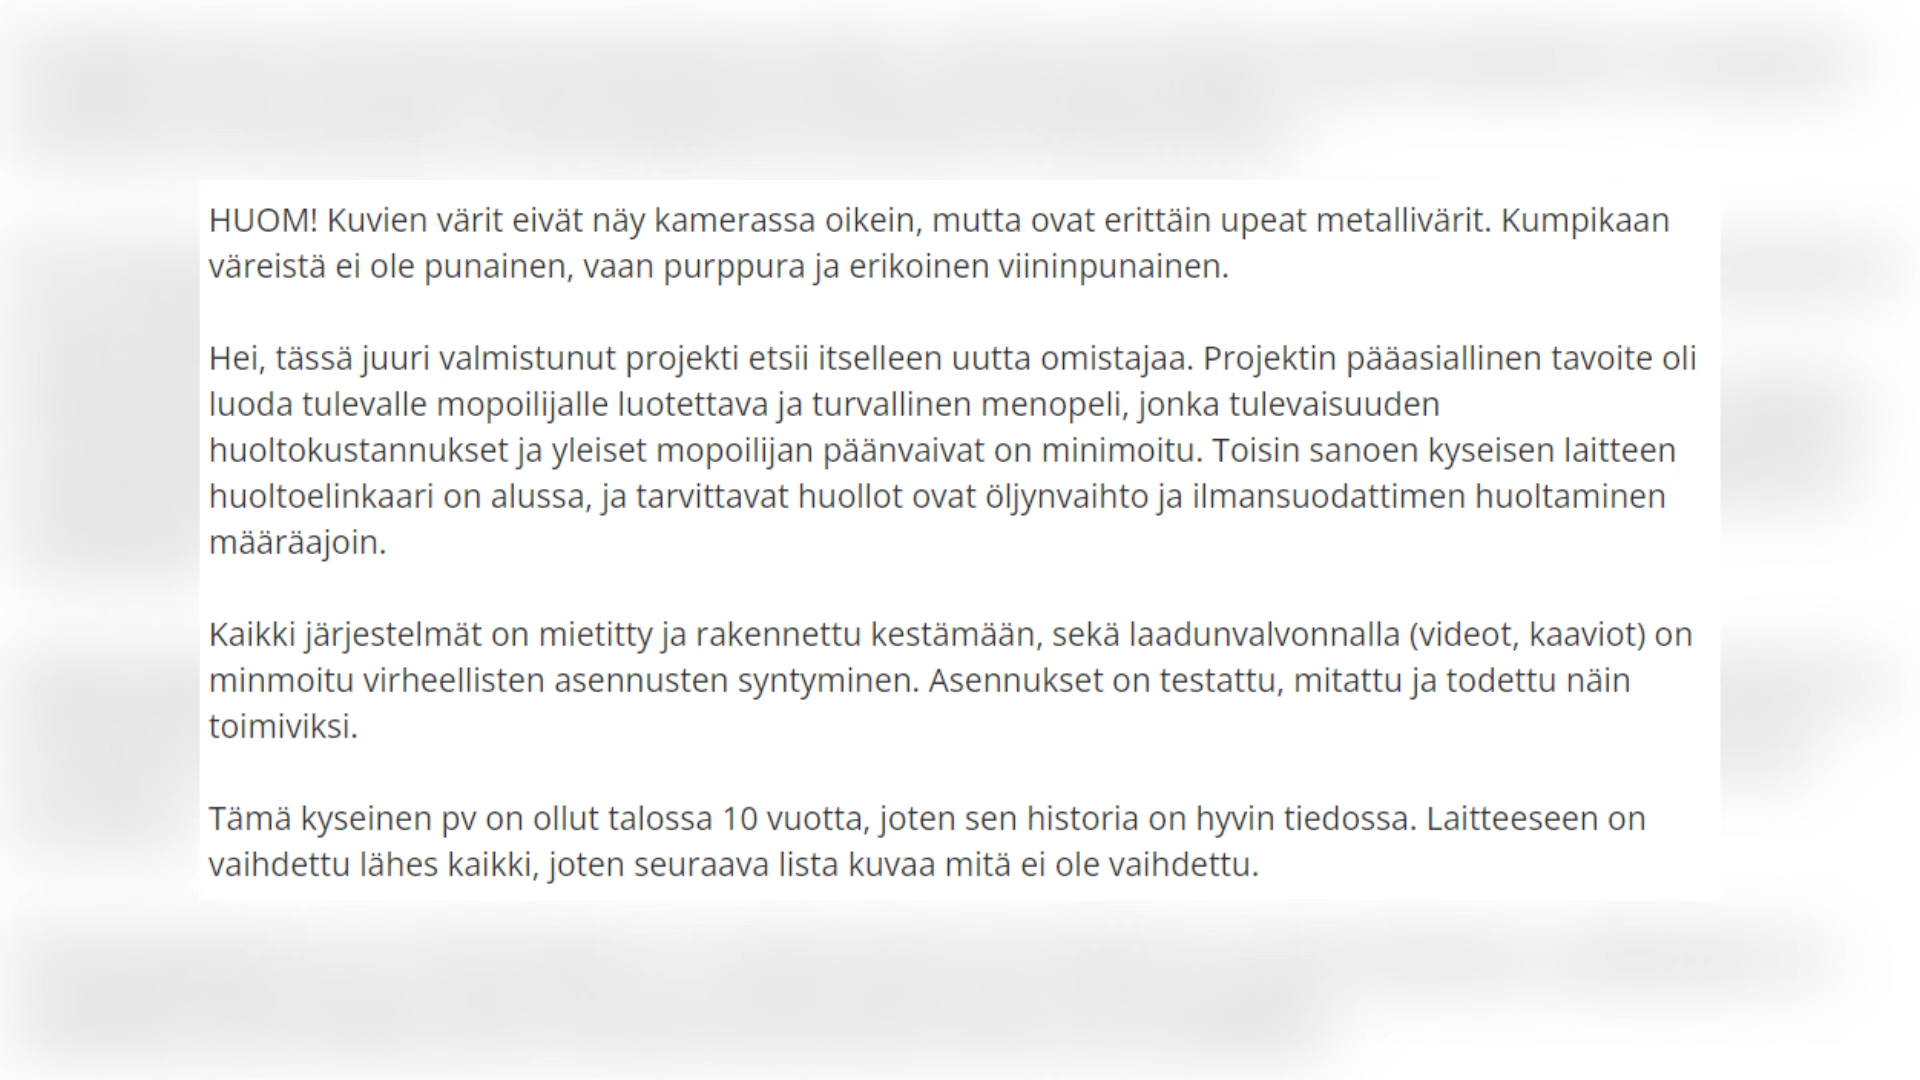 HUOM! Kuvien värit eivät näy kamerassa oikein, mutta ovat erittäin upeat metallivärit. Kumpikaan
väreistä ei ole punainen, vaan purppura ja erikoinen viininpunainen.
Hei, tässä juuri valmistunut projekti etsii itselleen uutta omistajaa. Projektin pääasiallinen tavoite oli
luoda tulevalle mopoilijalle luotettava ja turvallinen menopeli, jonka tulevaisuuden
huoltokustannukset ja yleiset mopoilijan päänvaivat on minimoitu. Toisin sanoen kyseisen laitteen
huoltoelinkaari on alussa, ja tarvittavat huollot ovat öljynvaihto ja ilmansuodattimen huoltaminen
määräajoin.
Kaikki järjestelmät on mietitty ja rakennettu kestämään, sekä laadunvalvonnalla (videot, kaaviot) on
minmoitu virheellisten asennusten syntyminen. Asennukset on testattu, mitattu ja todettu näin
toimiviksi.
Tämä kyseinen pv on ollut talossa 10 vuotta, joten sen historia on hyvin tiedossa. Laitteeseen on
vaihdettu lähes kaikki, joten seuraava lista kuvaa mitä ei ole vaihdettu.